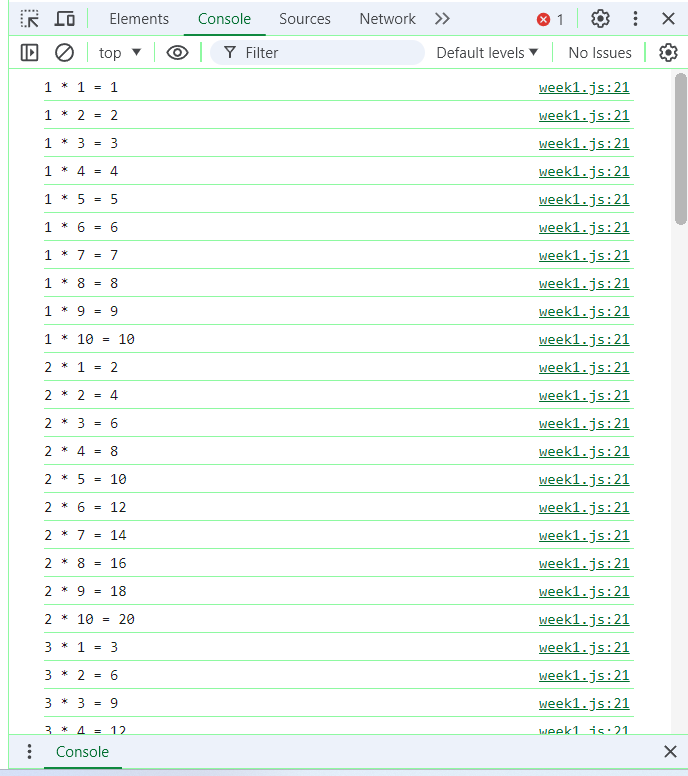 Elements Console Sources Network 1
top Filter Default levels No Issues
1 * 1 = 1 week1.js:21
1 * 2 = 2 week1.js:21
1 * 3 = 3 week1.js:21
1 * 4 = 4 week1.js:21
1 * 5 = 5 week1.js:21
1 * 6 = 6 week1.js:21
1 * 7 = 7 week1.js:21
1 * 8 = 8 week1.js:21
1 * 9 = 9 week1.js:21
1 * 10 = 10 week1.js:21
2 * 1 = 2 week1.js:21
2 * 2 = 4 week1.js:21
2 * 3 = 6 week1.js:21
2 * 4 = 8 week1.js:21
2 * 5 = 10 week1.js:21
2 * 6 = 12 week1.js:21
2 * 7 = 14 week1.js:21
2 * 8 = 16 week1.js:21
2 * 9 = 18 week1.js:21
2 * 10 = 20 week1.js:21
3 * 1 = 3 week1.js:21
3 * 2 = 6 week1.js:21
3 * 3 = 9 week1.js:21
3 * 4 = 12 week1.js:21
Console